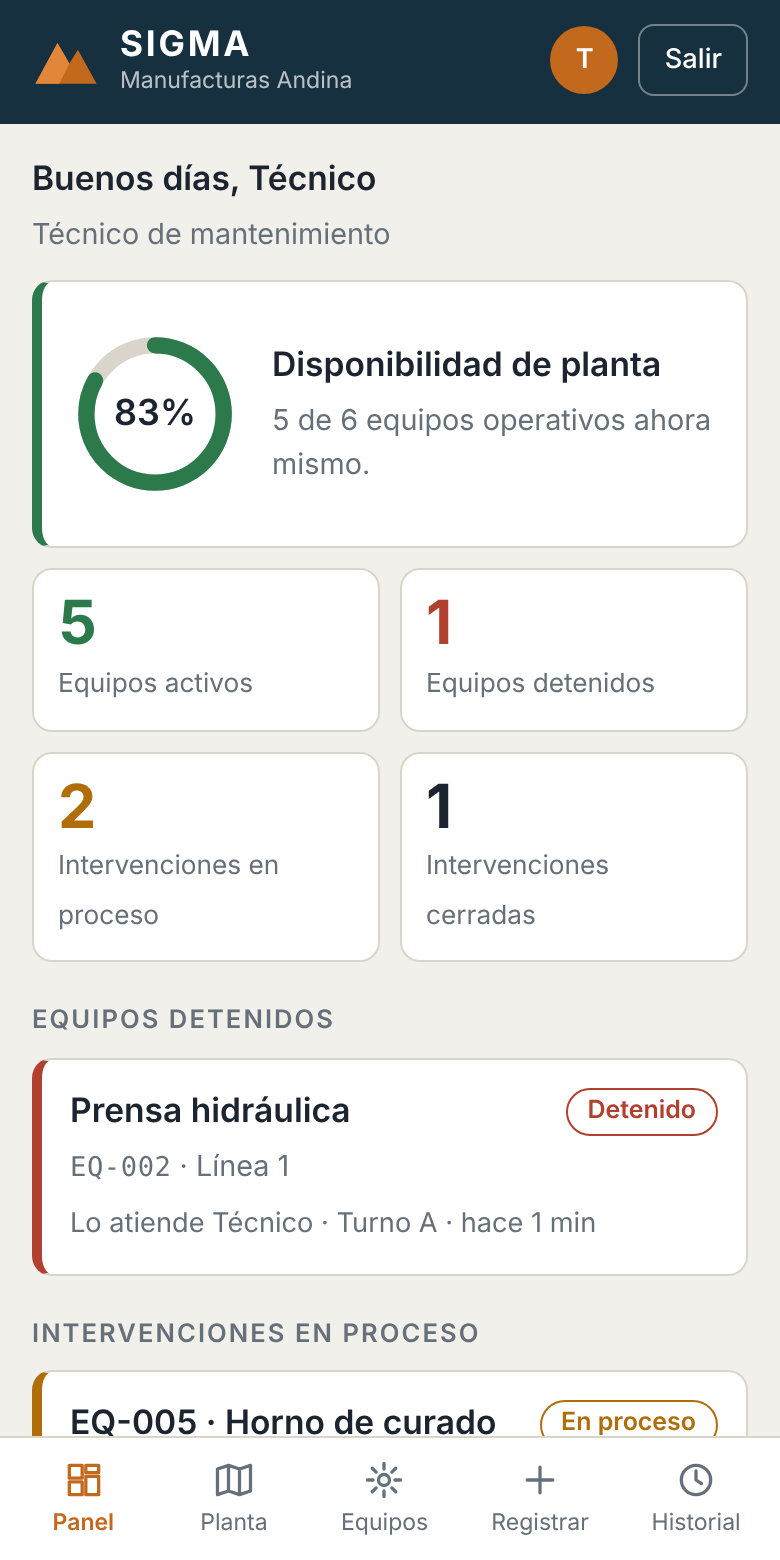 SIGMA
Manufacturas Andina
T
Salir
Buenos días, Técnico
Técnico de mantenimiento
83%
Disponibilidad de planta
5 de 6 equipos operativos ahora
mismo.
5
Equipos activos
1
Equipos detenidos
2
Intervenciones en
proceso
1
Intervenciones
cerradas
EQUIPOS DETENIDOS
Prensa hidráulica
Detenido
EQ-002 · Línea 1
Lo atiende Técnico · Turno A · hace 1 min
INTERVENCIONES EN PROCESO
EQ-005 · Horno de curado
En proceso
Panel
Planta
Equipos
Registrar
Historial